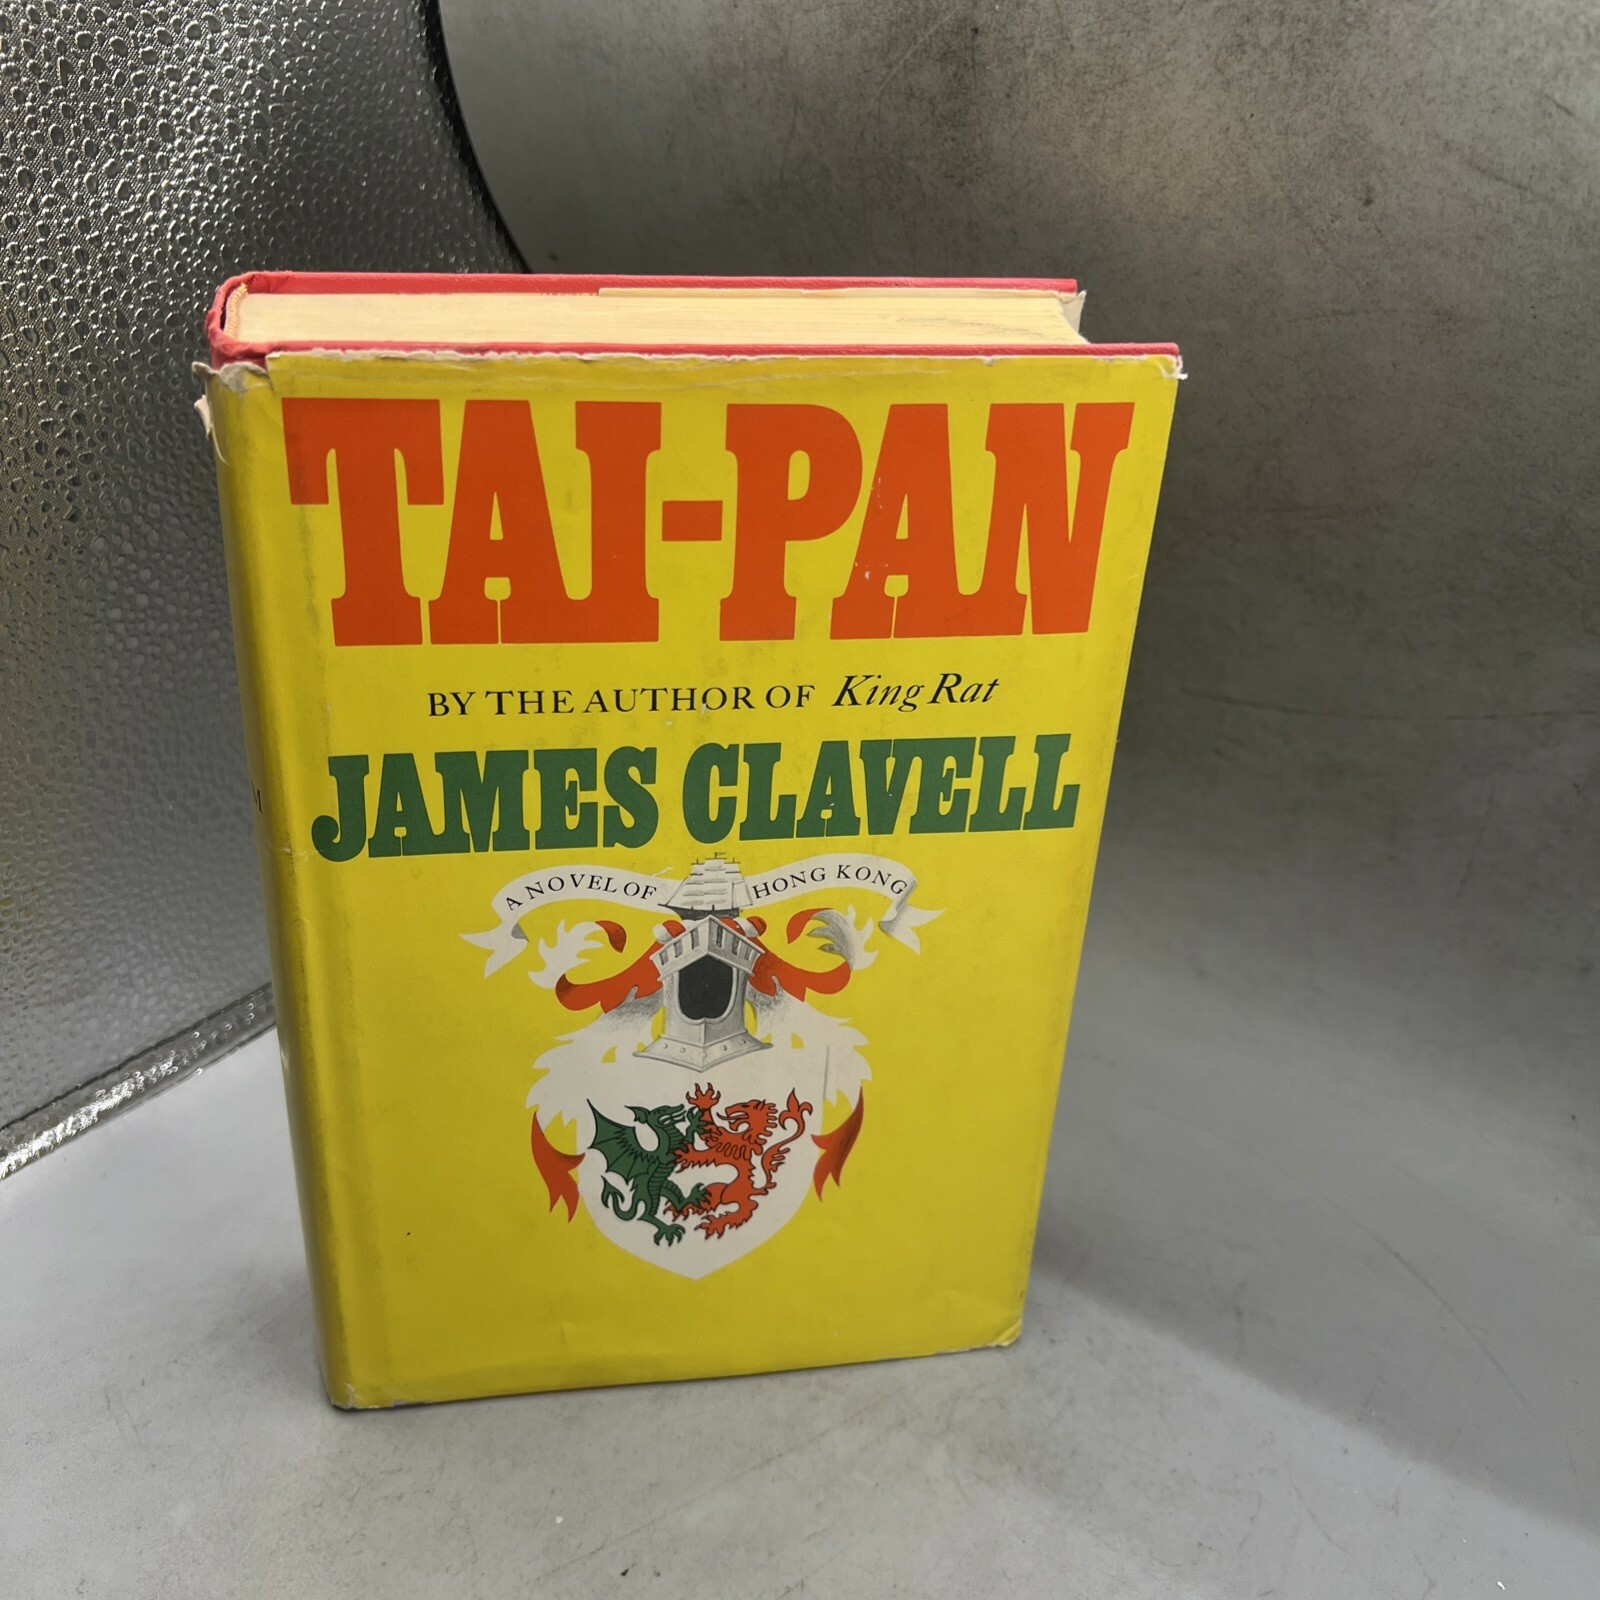 TAI-PAN
BY THE AUTHOR OF King Rat
JAMES CLAVELL
A NOVEL OF HONG KONG